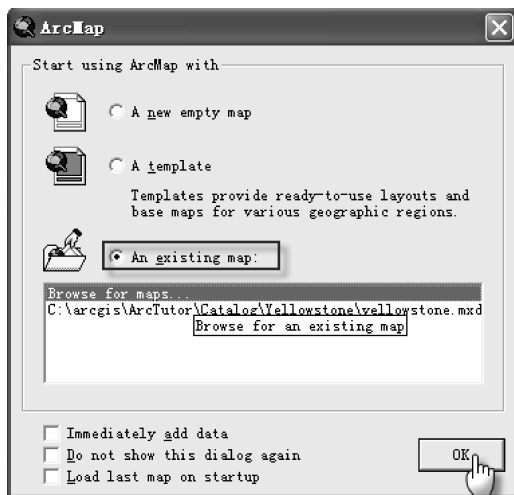 ArcMap
Start using ArcMap with
A new empty map
A template
Templates provide ready-to-use layouts and
base maps for various geographic regions.
An existing map:
Browse for maps...
C:\arcgis\ArcTutor\Catalog\Yellowstone\yellowstone.mxd
Browse for an existing map
Immediately add data
Do not show this dialog again
Load last map on startup
OK